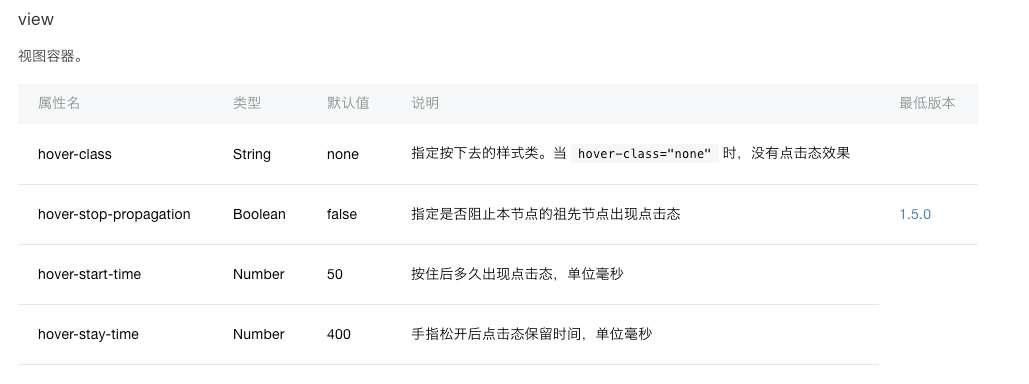 view
视图容器。
属性名 类型 默认值 说明 最低版本
hover-class String none 指定按下去的样式类。当 hover-class="none" 时，没有点击态效果
hover-stop-propagation Boolean false 指定是否阻止本节点的祖先节点出现点击态 1.5.0
hover-start-time Number 50 按住后多久出现点击态，单位毫秒
hover-stay-time Number 400 手指松开后点击态保留时间，单位毫秒